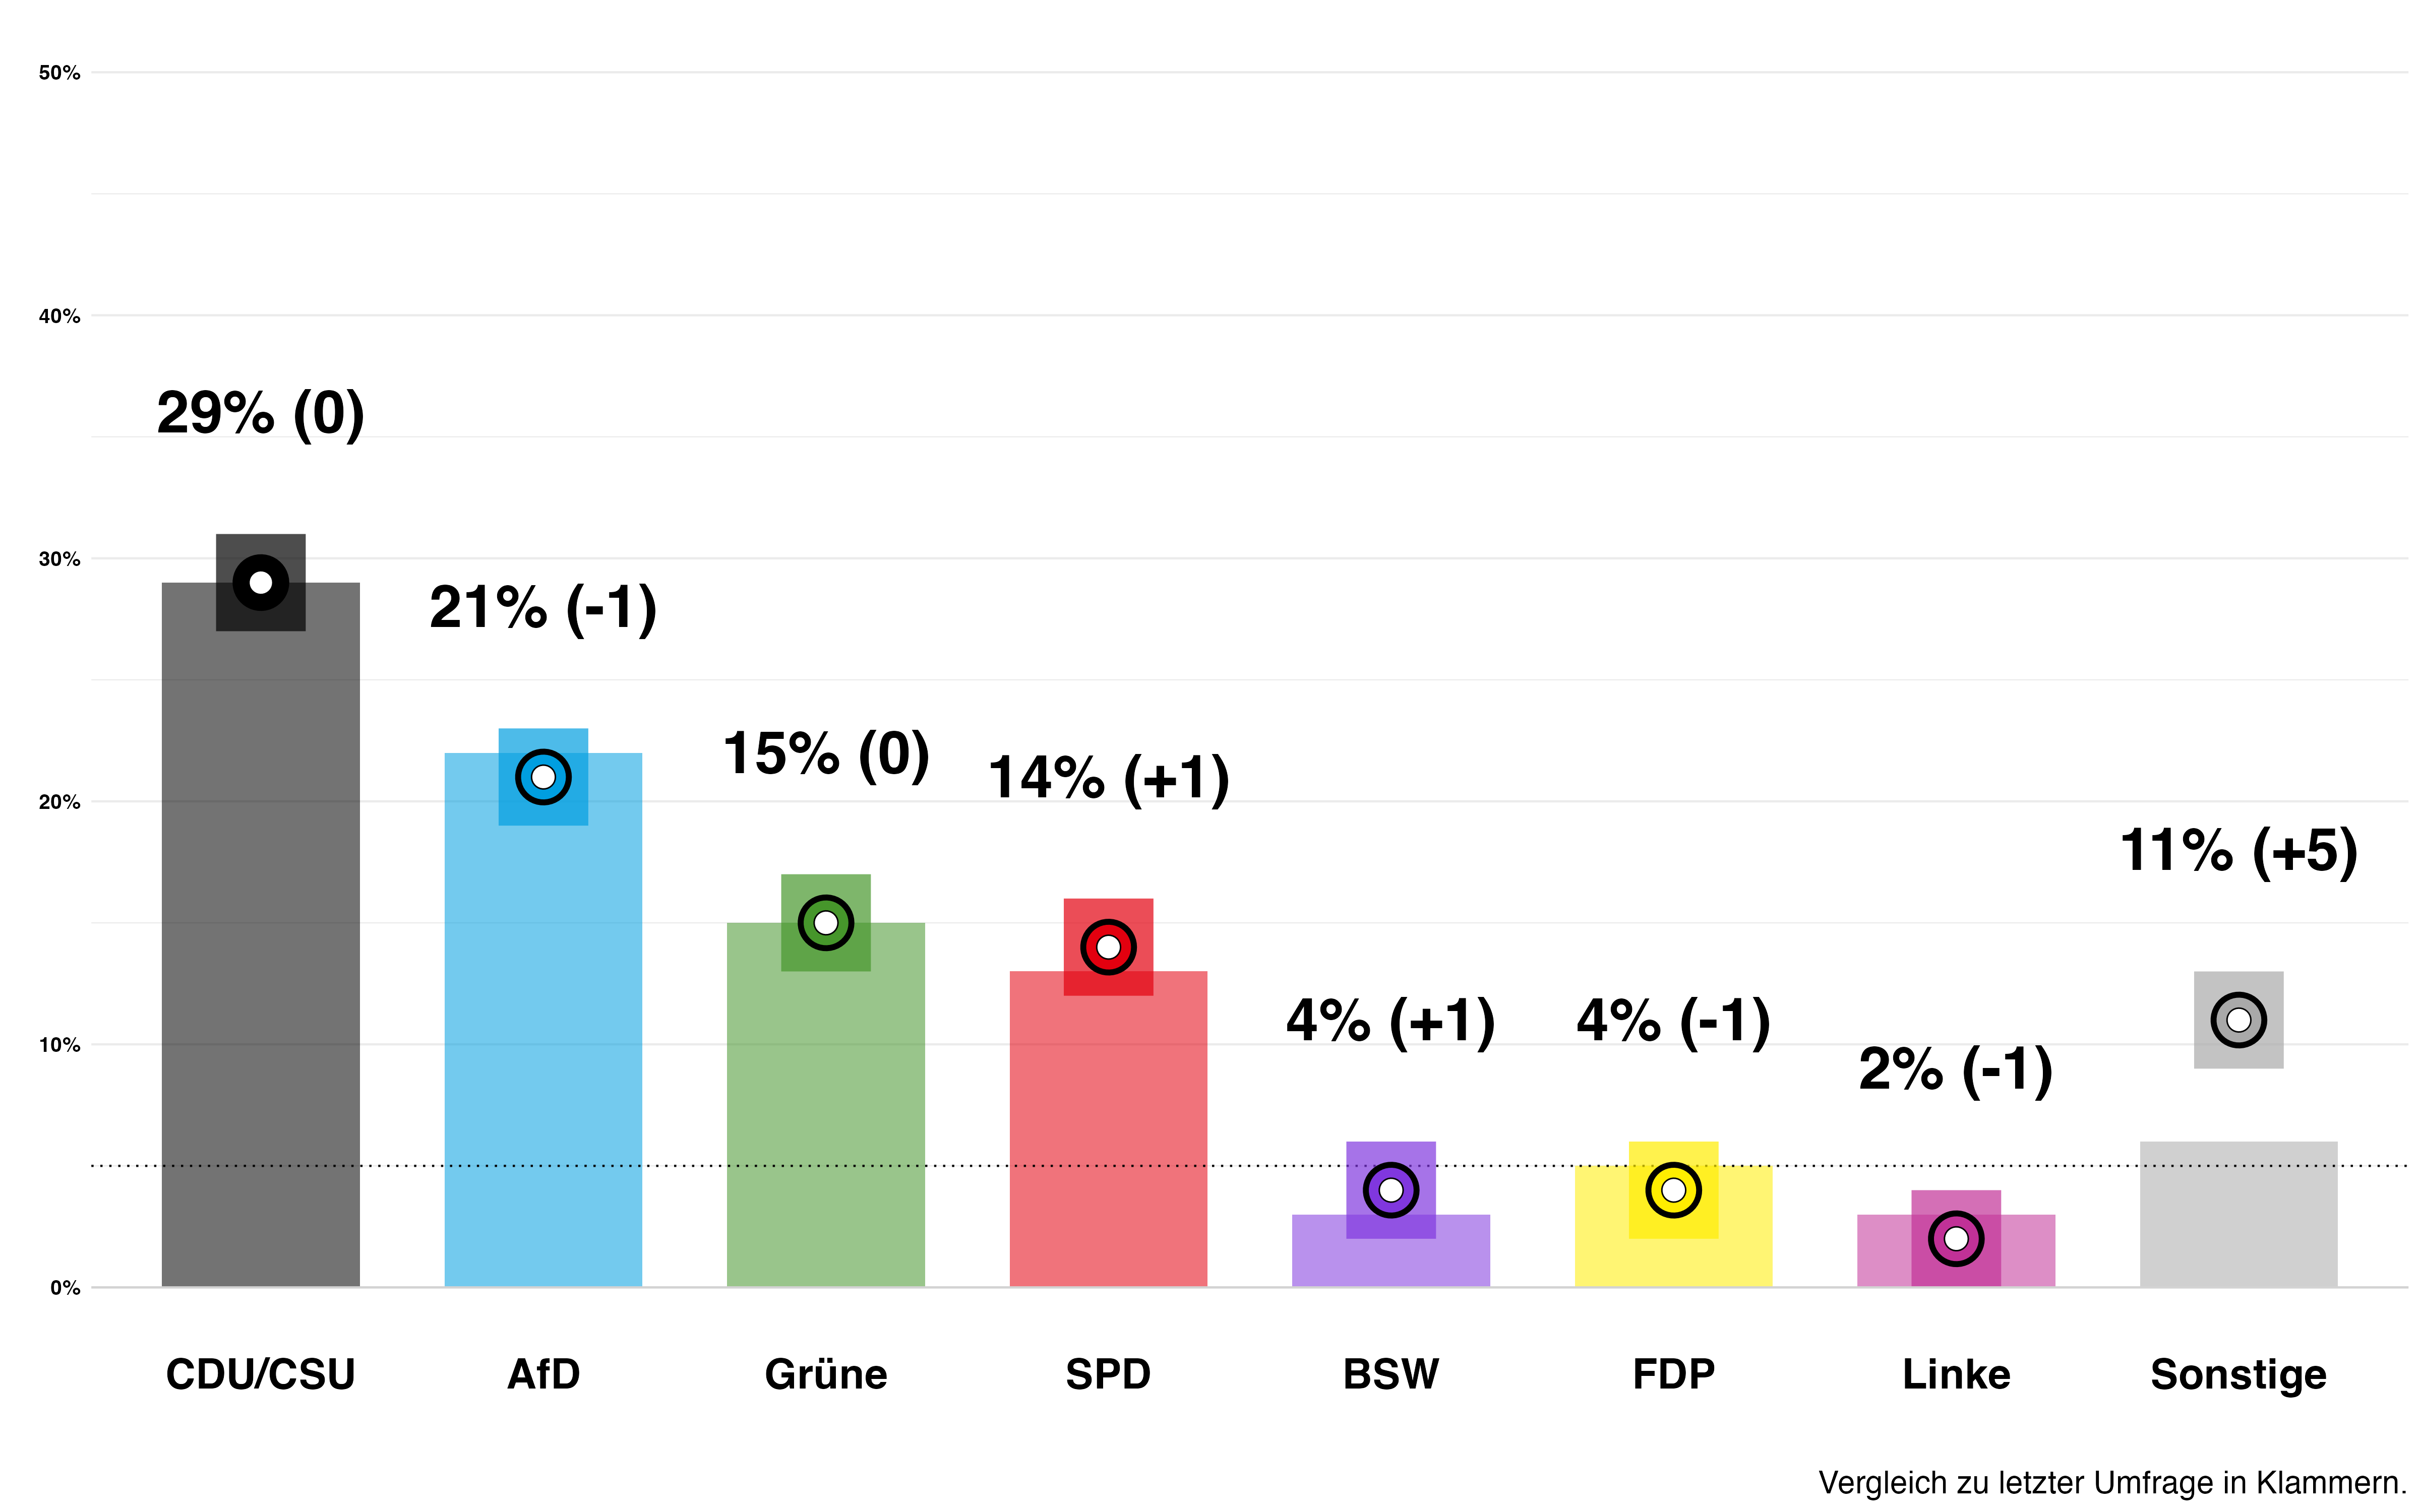 50%
40%
30%
20%
10%
0%
29% (0)
21% (-1)
15% (0)
14% (+1)
4% (+1)
4% (-1)
2% (-1)
11% (+5)
CDU/CSU
AfD
Grüne
SPD
BSW
FDP
Linke
Sonstige
Vergleich zu letzter Umfrage in Klammern.